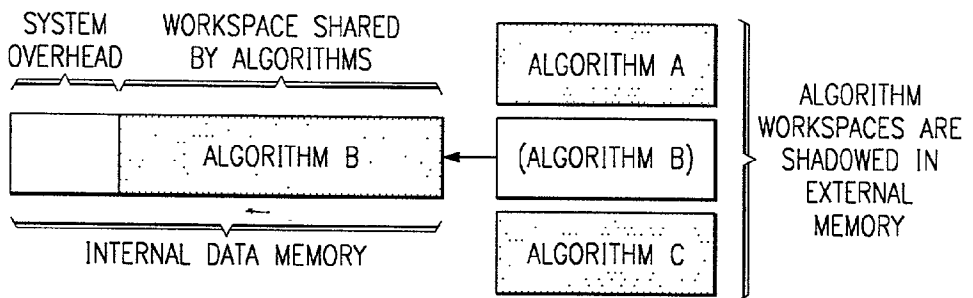 SYSTEM
OVERHEAD
WORKSPACE SHARED
BY ALGORITHMS
ALGORITHM B
INTERNAL DATA MEMORY
ALGORITHM A
(ALGORITHM B)
ALGORITHM C
ALGORITHM
WORKSPACES ARE
SHADOWED IN
EXTERNAL
MEMORY